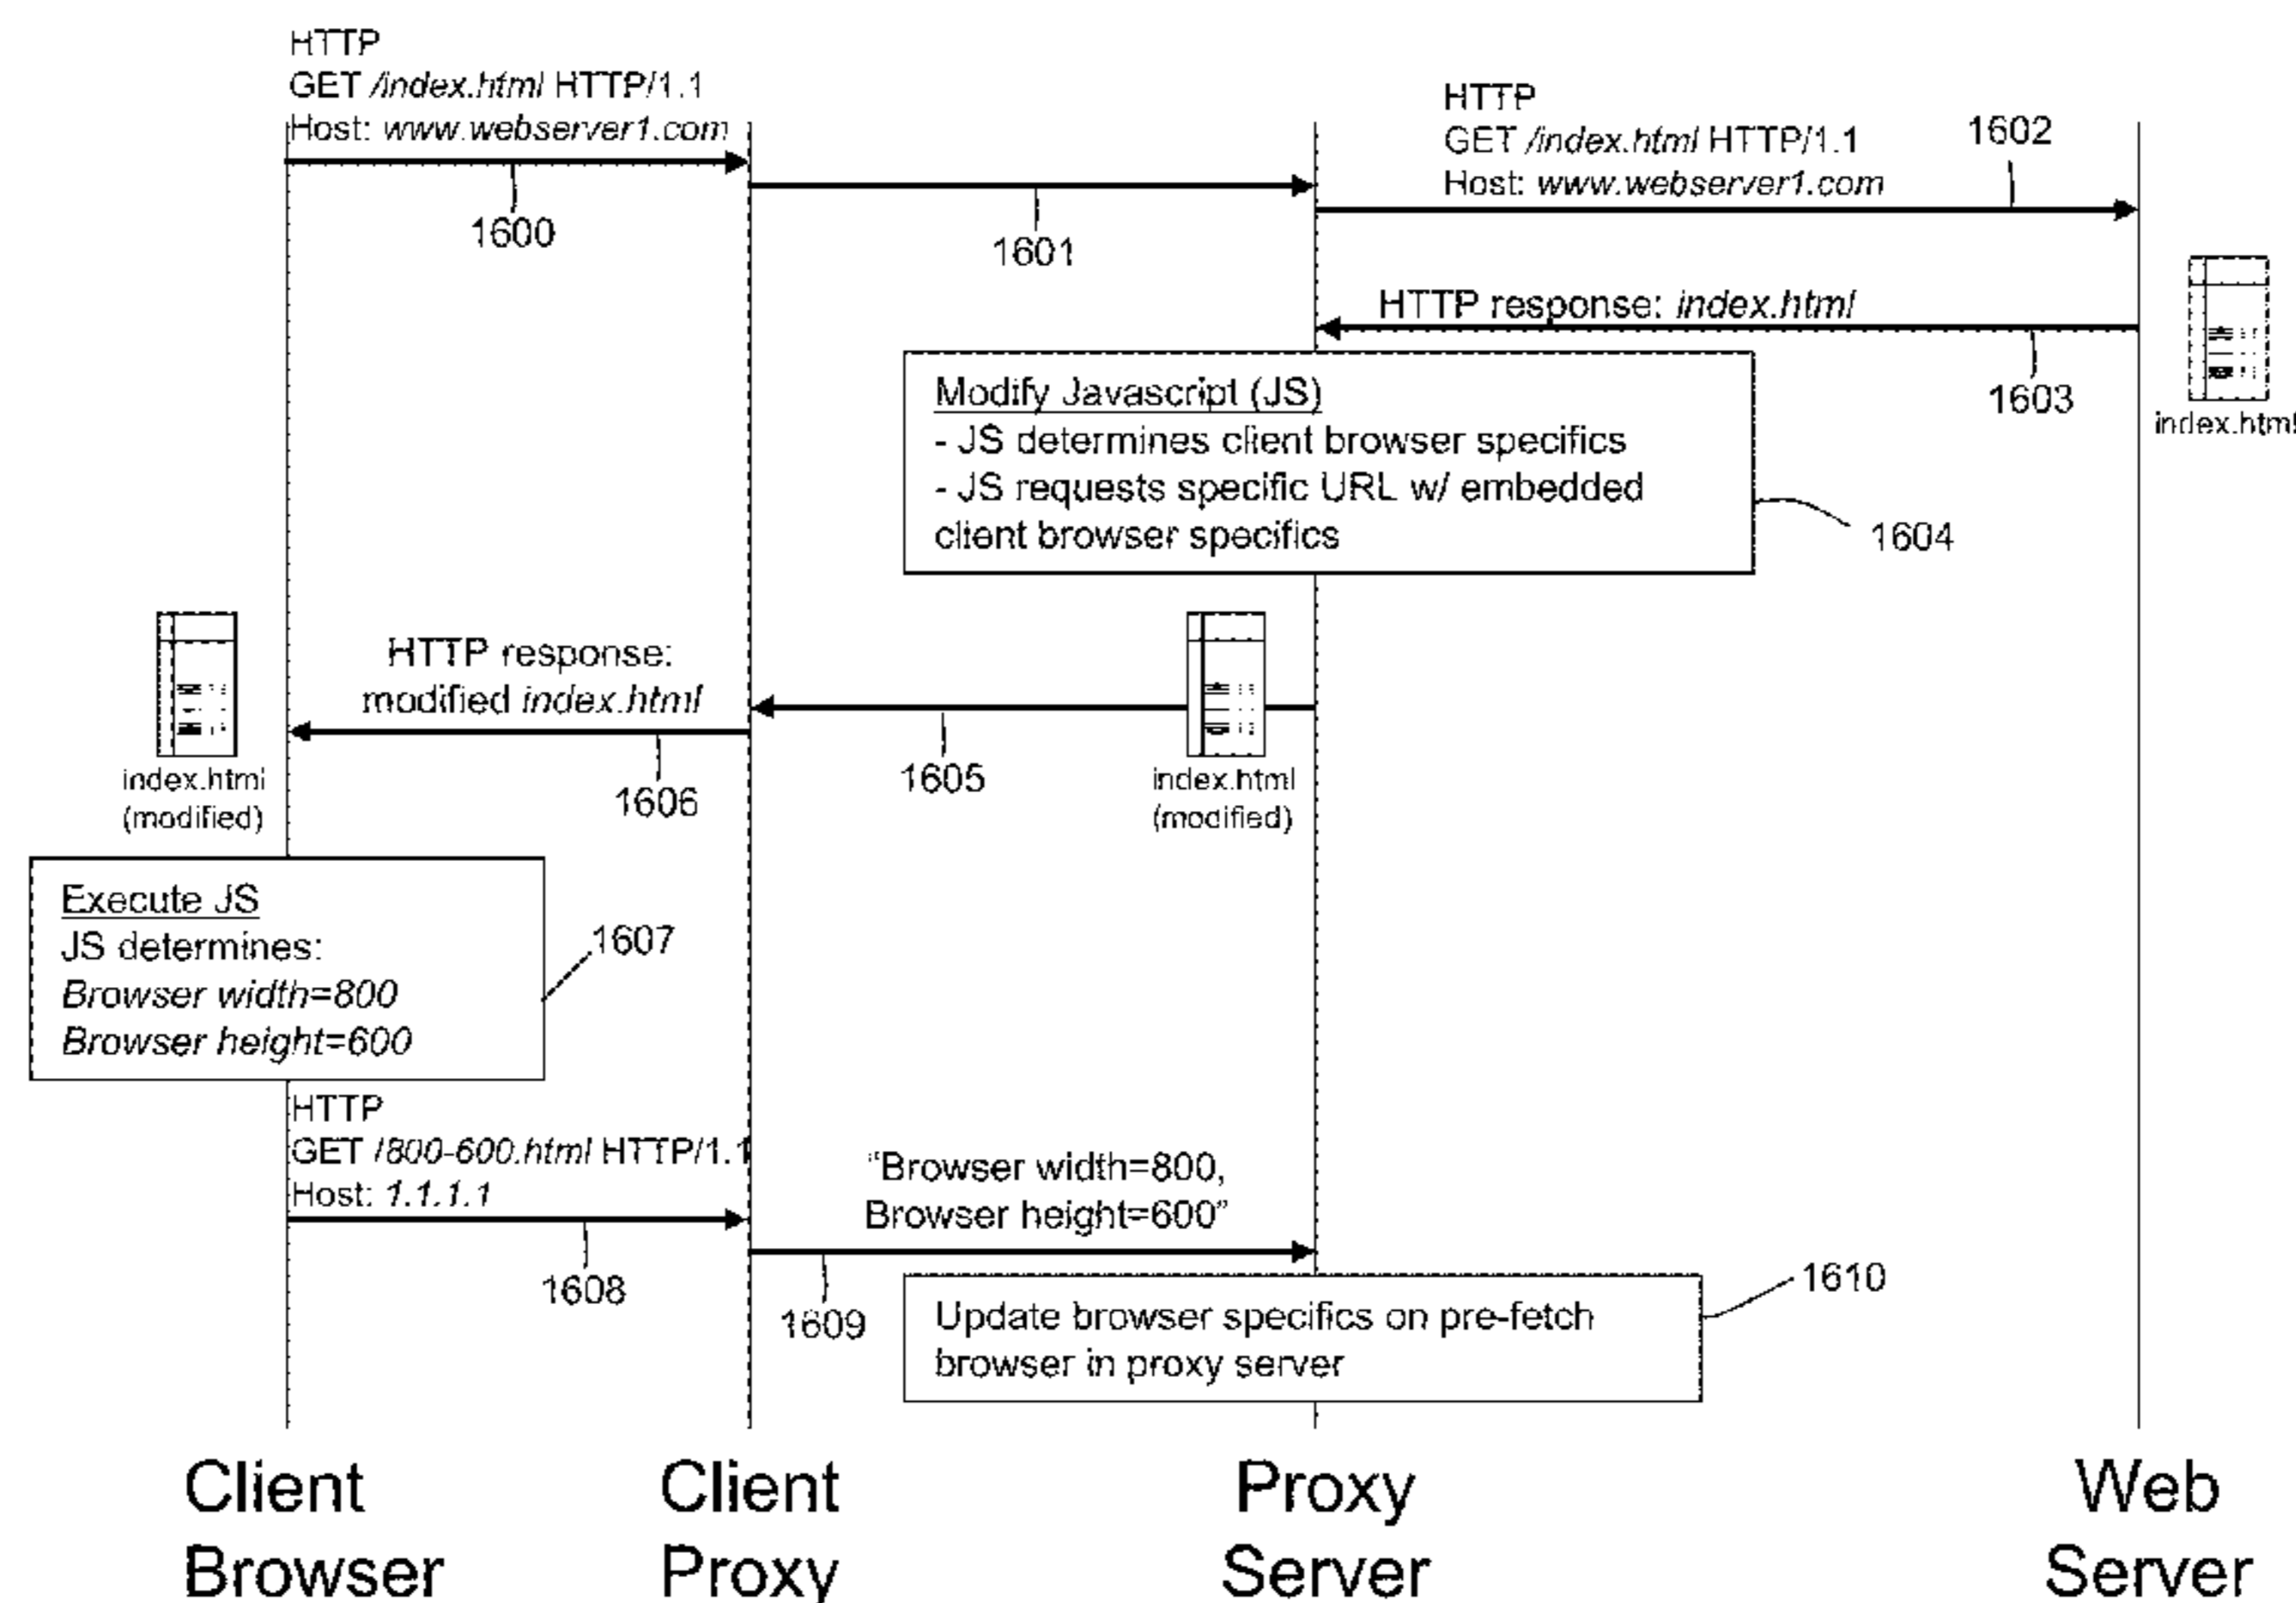 HTTP
GET /index.html HTTP/1.1
Host: www.webserver1.com
1600
1601
HTTP
GET /index.html HTTP/1.1
Host: www.webserver1.com
1602
HTTP response: index.html
1603
index.html
Modify Javascript (JS)
- JS determines client browser specifics
- JS requests specific URL w/ embedded
client browser specifics
1604
HTTP response:
modified index.html
1605
1606
index.html
(modified)
index.html
(modified)
Execute JS
JS determines:
Browser width=800
Browser height=600
1607
HTTP
GET /800-600.html HTTP/1.1
Host: 1.1.1.1
1608
"Browser width=800,
Browser height=600"
1609
Update browser specifics on pre-fetch
browser in proxy server
1610
Client
Browser
Client
Proxy
Proxy
Server
Web
Server